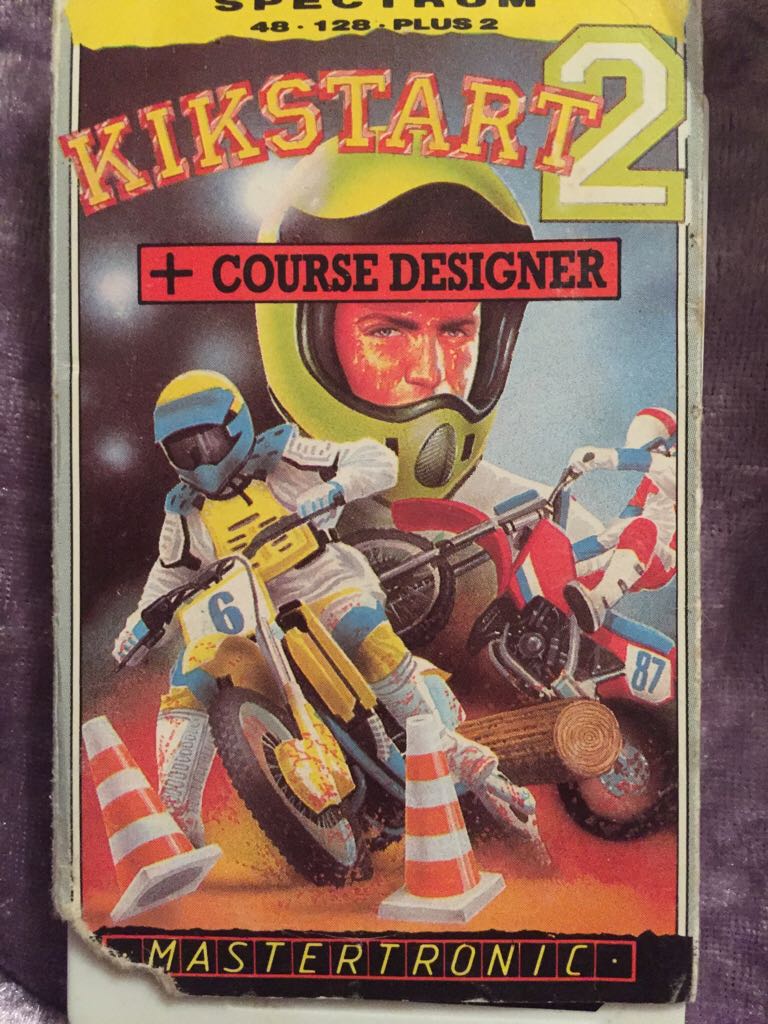 SPECTRUM
48 · 128 · PLUS 2
KIKSTART 2
+ COURSE DESIGNER
6
87
· MASTERTRONIC ·